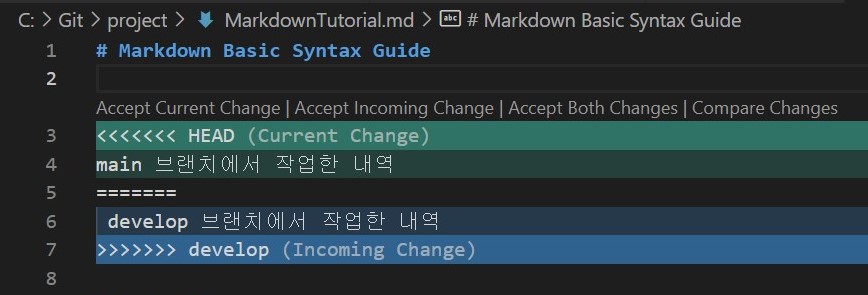 C: > Git > project > MarkdownTutorial.md > abc # Markdown Basic Syntax Guide
1 # Markdown Basic Syntax Guide
2
Accept Current Change | Accept Incoming Change | Accept Both Changes | Compare Changes
3 <<<<<<< HEAD (Current Change)
4 main 브랜치에서 작업한 내역
5 =======
6 develop 브랜치에서 작업한 내역
7 >>>>>>> develop (Incoming Change)
8